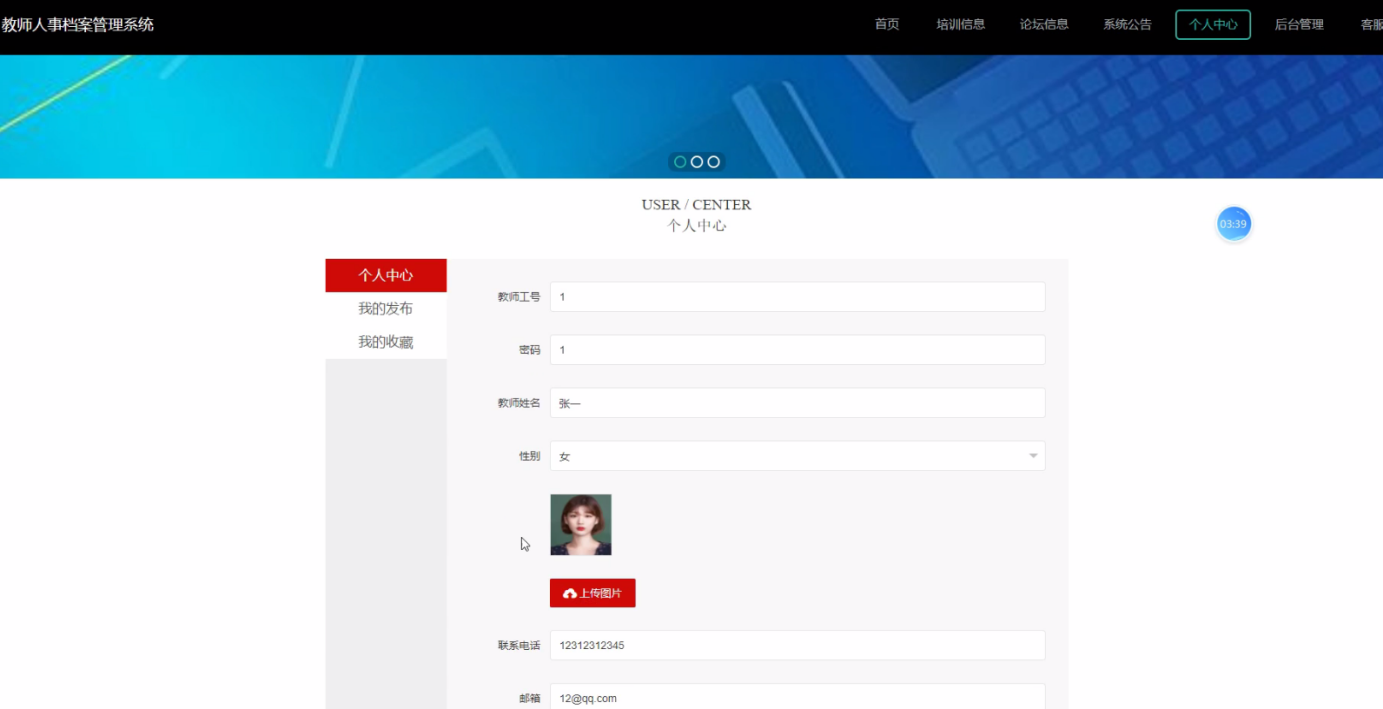 教师人事档案管理系统
首页 培训信息 论坛信息 系统公告 个人中心 后台管理 客服
USER / CENTER
个人中心
03:39
个人中心
我的发布
我的收藏
教师工号 1
密码 1
教师姓名 张一
性别 女
上传图片
联系电话 12312312345
邮箱 12@qq.com